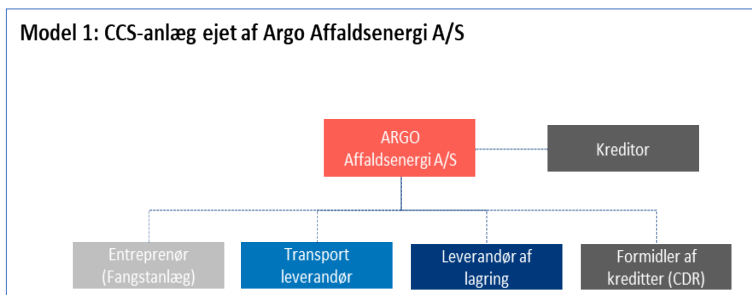 Model 1: CCS-anlæg ejet af Argo Affaldsenergi A/S
ARGO
Affaldsenergi A/S
Kreditor
Entreprenør
(Fangstanlæg)
Transport
leverandør
Leverandør af
lagring
Formidler af
kreditter (CDR)